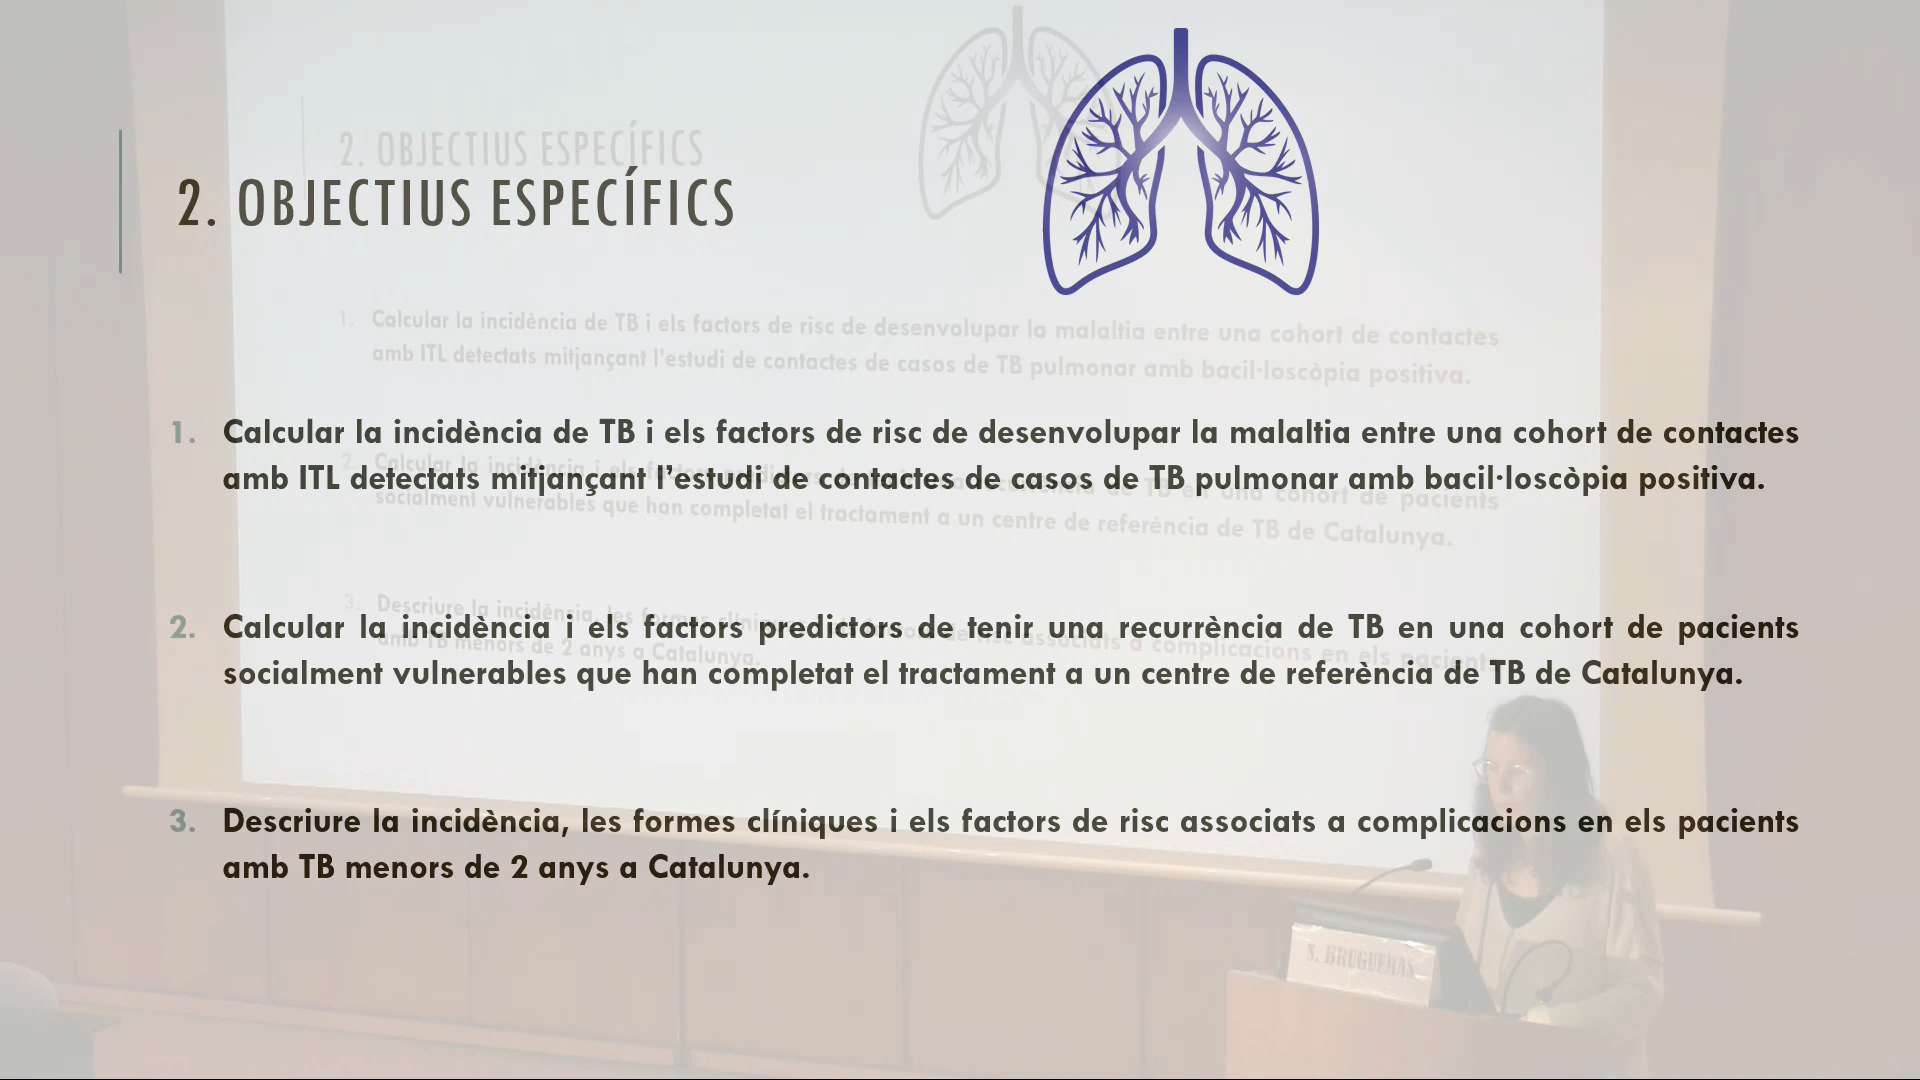 2. OBJECTIUS ESPECÍFICS
1. Calcular la incidència de TB i els factors de risc de desenvolupar la malaltia entre una cohort de contactes
amb ITL detectats mitjançant l’estudi de contactes de casos de TB pulmonar amb bacil·loscòpia positiva.
2. Calcular la incidència i els factors predictors de tenir una recurrència de TB en una cohort de pacients
socialment vulnerables que han completat el tractament a un centre de referència de TB de Catalunya.
3. Descriure la incidència, les formes clíniques i els factors de risc associats a complicacions en els pacients
amb TB menors de 2 anys a Catalunya.
2. OBJECTIUS ESPECÍFICS
1. Calcular la incidència de TB i els factors de risc de desenvolupar la malaltia entre una cohort de contactes
amb ITL detectats mitjançant l’estudi de contactes de casos de TB pulmonar amb bacil·loscòpia positiva.
2. Calcular la incidència i els factors predictors de TB en una cohort de pacients
socialment vulnerables que han completat el tractament a un centre de referència de TB de Catalunya.
3. Descriure la incidència, les formes clíniques de risc associats a complicacions en els pacients
amb TB menors de 2 anys a Catalunya.
S. BRUGUERAS